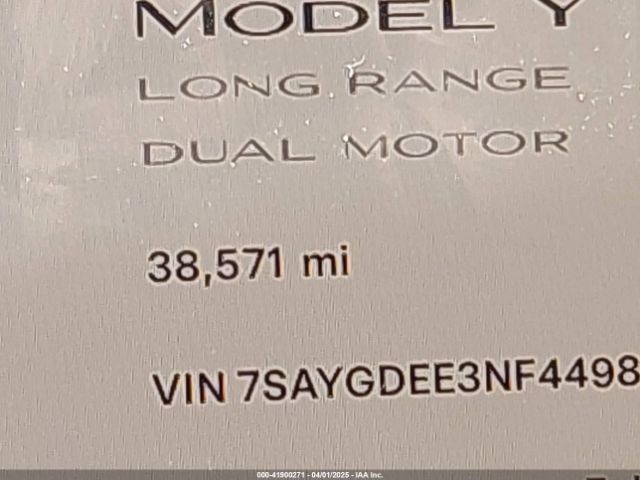 MODEL Y
LONG RANGE
DUAL MOTOR
38,571 mi
VIN 7SAYGDEE3NF4498
000-41900271 - 04/01/2025 - IAA Inc.